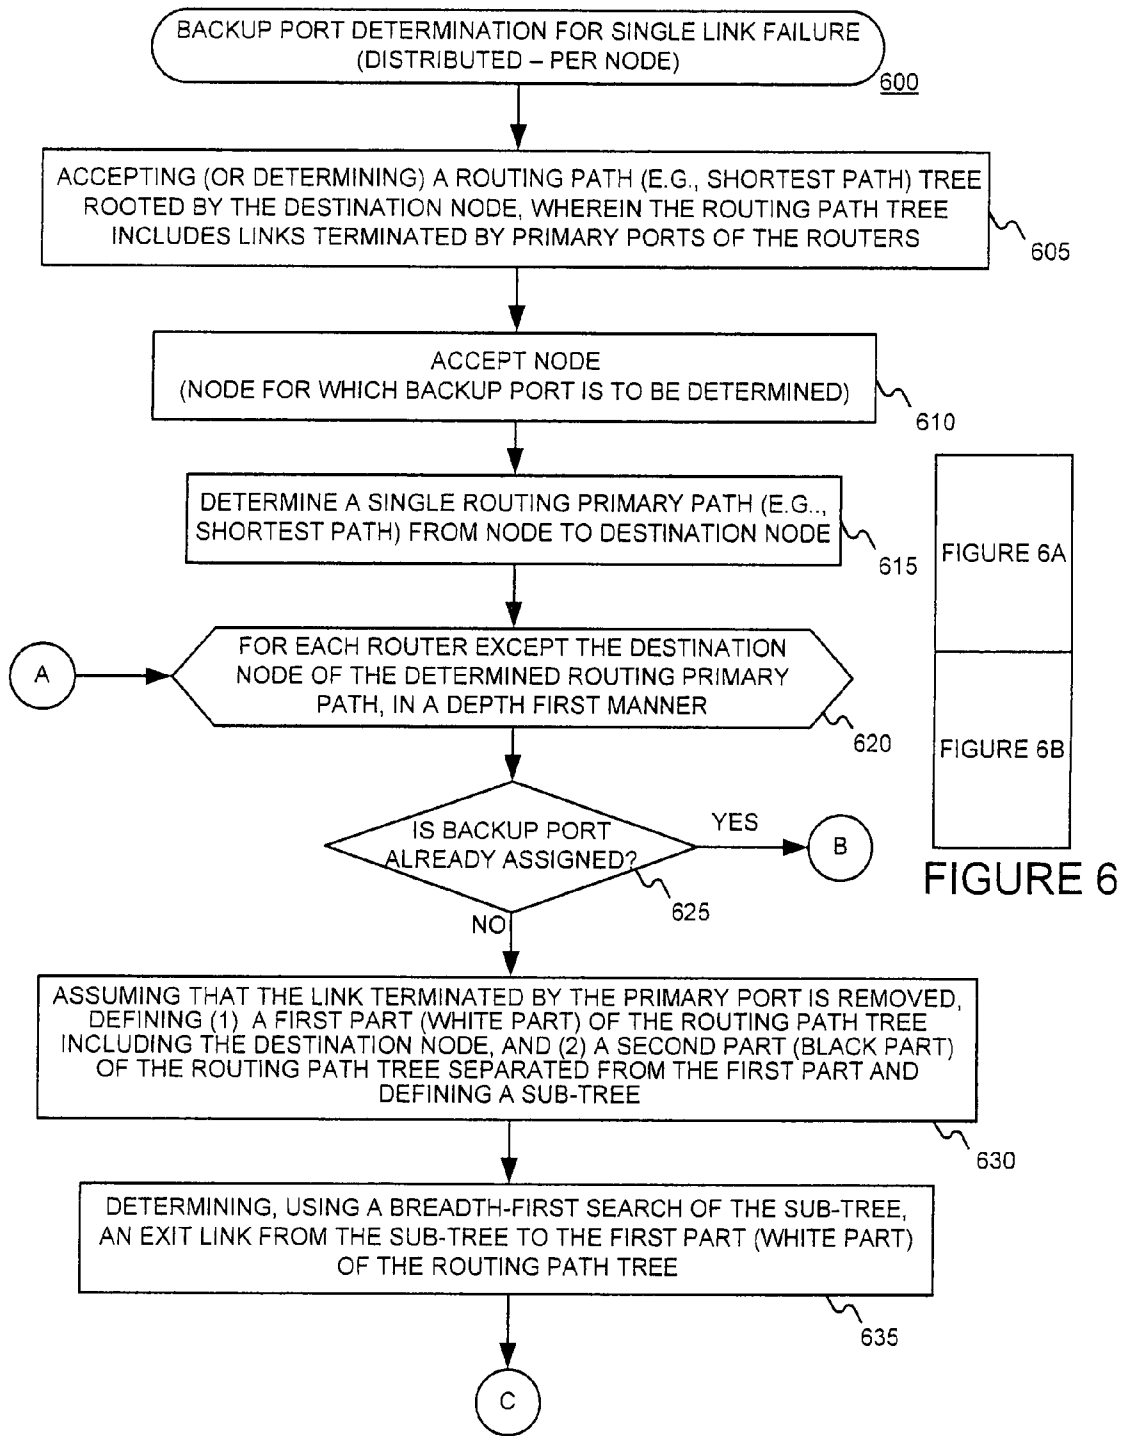 BACKUP PORT DETERMINATION FOR SINGLE LINK FAILURE
(DISTRIBUTED – PER NODE)
600
ACCEPTING (OR DETERMINING) A ROUTING PATH (E.G., SHORTEST PATH) TREE
ROOTED BY THE DESTINATION NODE, WHEREIN THE ROUTING PATH TREE
INCLUDES LINKS TERMINATED BY PRIMARY PORTS OF THE ROUTERS
605
ACCEPT NODE
(NODE FOR WHICH BACKUP PORT IS TO BE DETERMINED)
610
DETERMINE A SINGLE ROUTING PRIMARY PATH (E.G..,
SHORTEST PATH) FROM NODE TO DESTINATION NODE
615
FIGURE 6A
A
FOR EACH ROUTER EXCEPT THE DESTINATION
NODE OF THE DETERMINED ROUTING PRIMARY
PATH, IN A DEPTH FIRST MANNER
620
FIGURE 6B
IS BACKUP PORT
ALREADY ASSIGNED?
YES
B
625
NO
FIGURE 6
ASSUMING THAT THE LINK TERMINATED BY THE PRIMARY PORT IS REMOVED,
DEFINING (1) A FIRST PART (WHITE PART) OF THE ROUTING PATH TREE
INCLUDING THE DESTINATION NODE, AND (2) A SECOND PART (BLACK PART)
OF THE ROUTING PATH TREE SEPARATED FROM THE FIRST PART AND
DEFINING A SUB-TREE
630
DETERMINING, USING A BREADTH-FIRST SEARCH OF THE SUB-TREE,
AN EXIT LINK FROM THE SUB-TREE TO THE FIRST PART (WHITE PART)
OF THE ROUTING PATH TREE
635
C